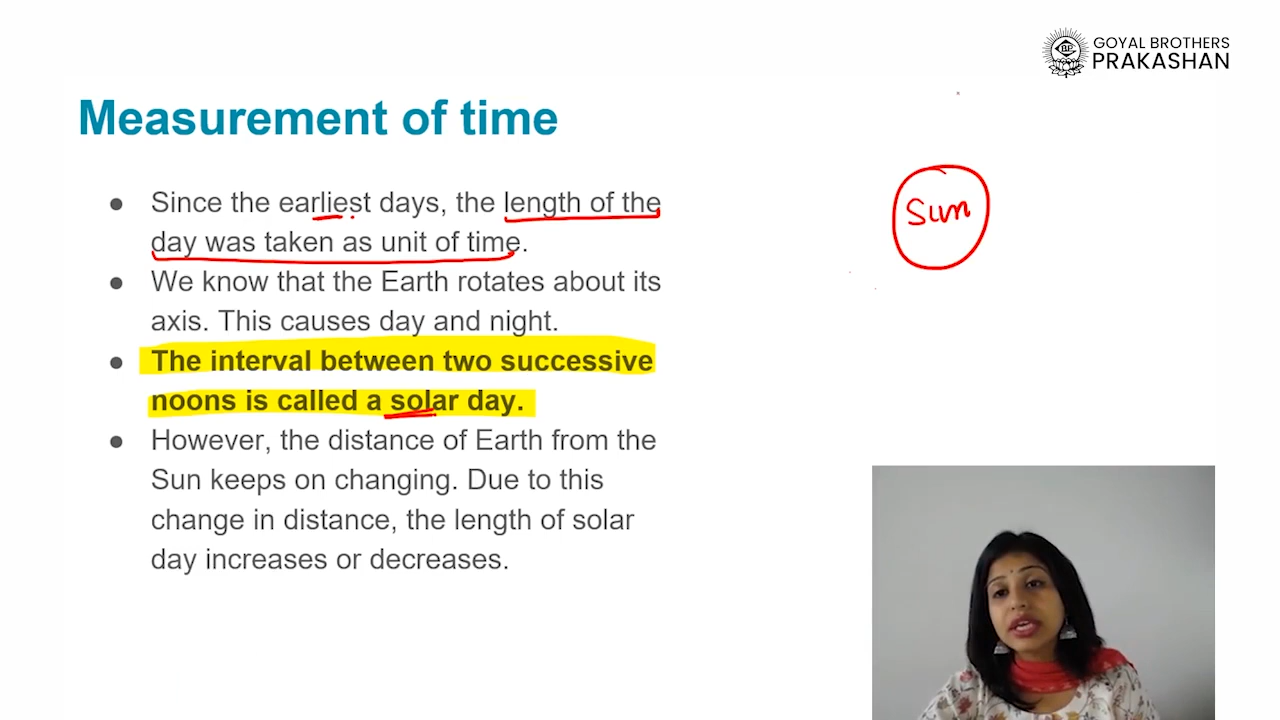 GOYAL BROTHERS
PRAKASHAN
Measurement of time
● Since the earliest days, the length of the
day was taken as unit of time.
● We know that the Earth rotates about its
axis. This causes day and night.
● The interval between two successive
noons is called a solar day.
● However, the distance of Earth from the
Sun keeps on changing. Due to this
change in distance, the length of solar
day increases or decreases.
Sun